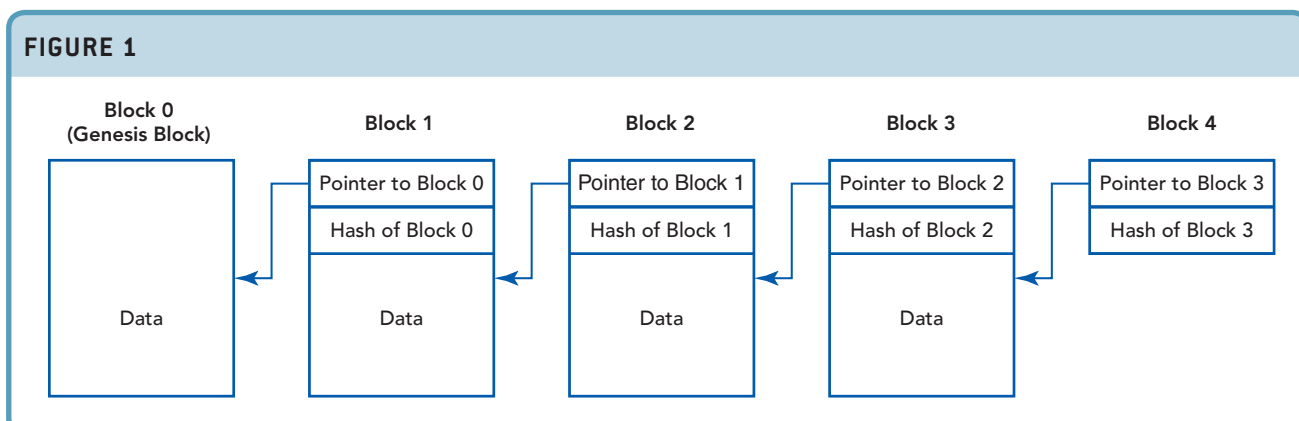 FIGURE 1
Block 0
(Genesis Block)
Block 1
Block 2
Block 3
Block 4
Pointer to Block 0
Pointer to Block 1
Pointer to Block 2
Pointer to Block 3
Hash of Block 0
Hash of Block 1
Hash of Block 2
Hash of Block 3
Data
Data
Data
Data